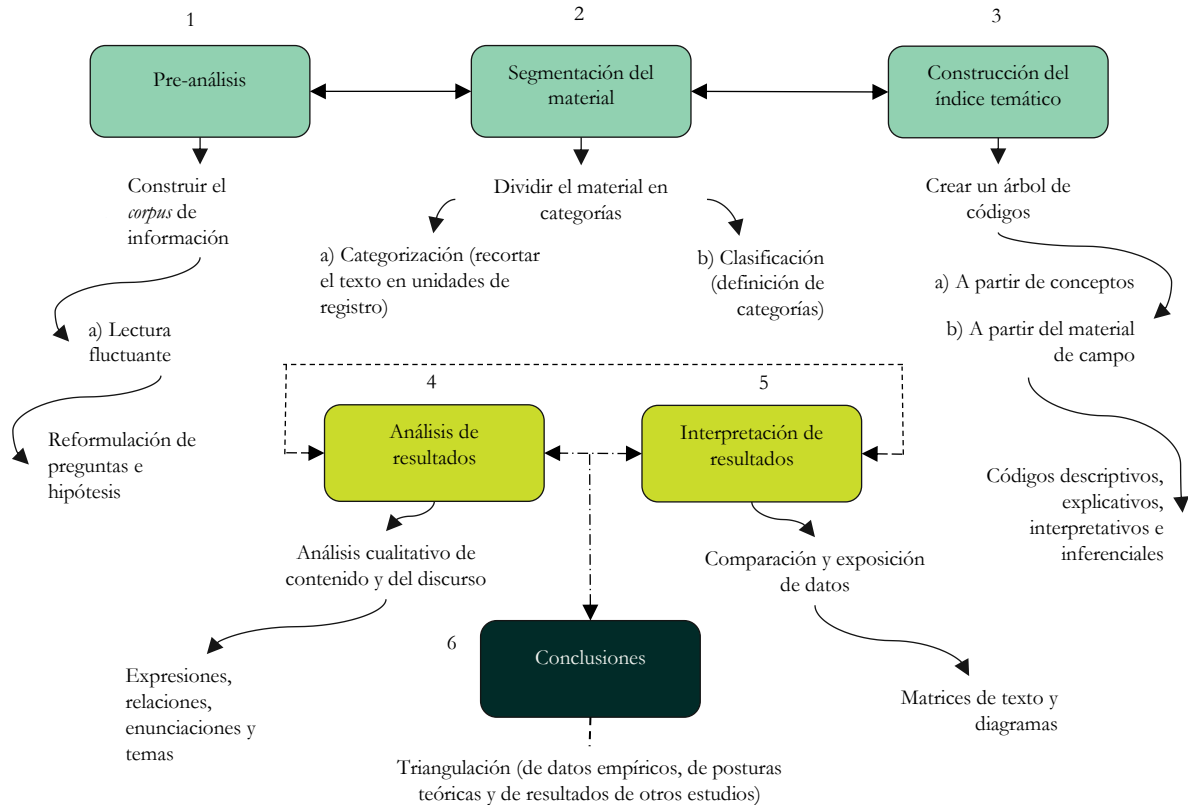 1
Pre-análisis
Construir el
corpus de
información
a) Lectura
fluctuante
Reformulación de
preguntas e
hipótesis
2
Segmentación del
material
Dividir el material en
categorías
a) Categorización (recortar
el texto en unidades de
registro)
b) Clasificación
(definición de
categorías)
3
Construcción del
índice temático
Crear un árbol de
códigos
a) A partir de conceptos
b) A partir del material
de campo
Códigos descriptivos,
explicativos,
interpretativos e
inferenciales
4
Análisis de
resultados
Análisis cualitativo de
contenido y del discurso
Expresiones,
relaciones,
enunciaciones y
temas
5
Interpretación de
resultados
Comparación y exposición
de datos
Matrices de texto y
diagramas
6
Conclusiones
Triangulación (de datos empíricos, de posturas
teóricas y de resultados de otros estudios)